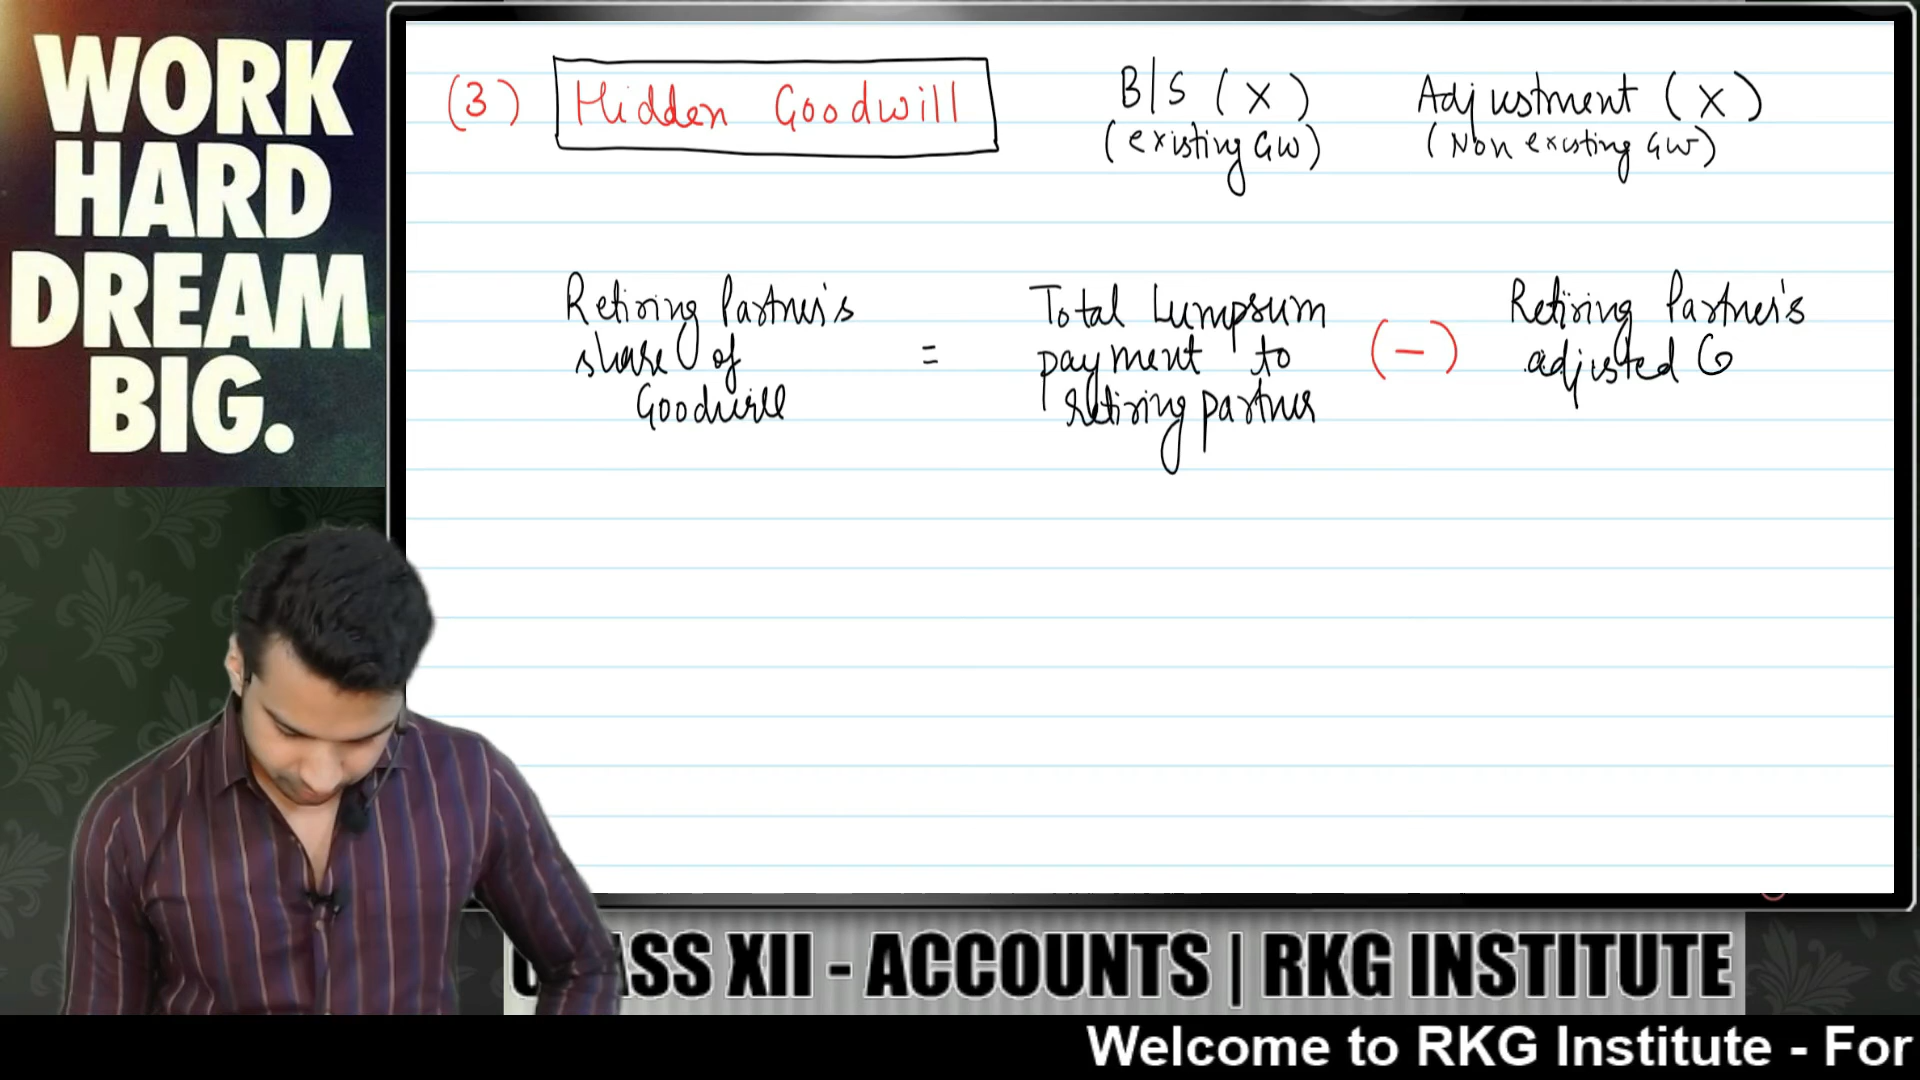 WORK
HARD
DREAM
BIG.
(3) Hidden Goodwill B/S (X) Adjustment (X)
(existing GW) (Non existing GW)
Retiring Partner's = Total Lumpsum (-) Retiring Partner's
share of payment to adjusted G
Goodwill retiring partner
ASS XII - ACCOUNTS | RKG INSTITUTE
Welcome to RKG Institute - For